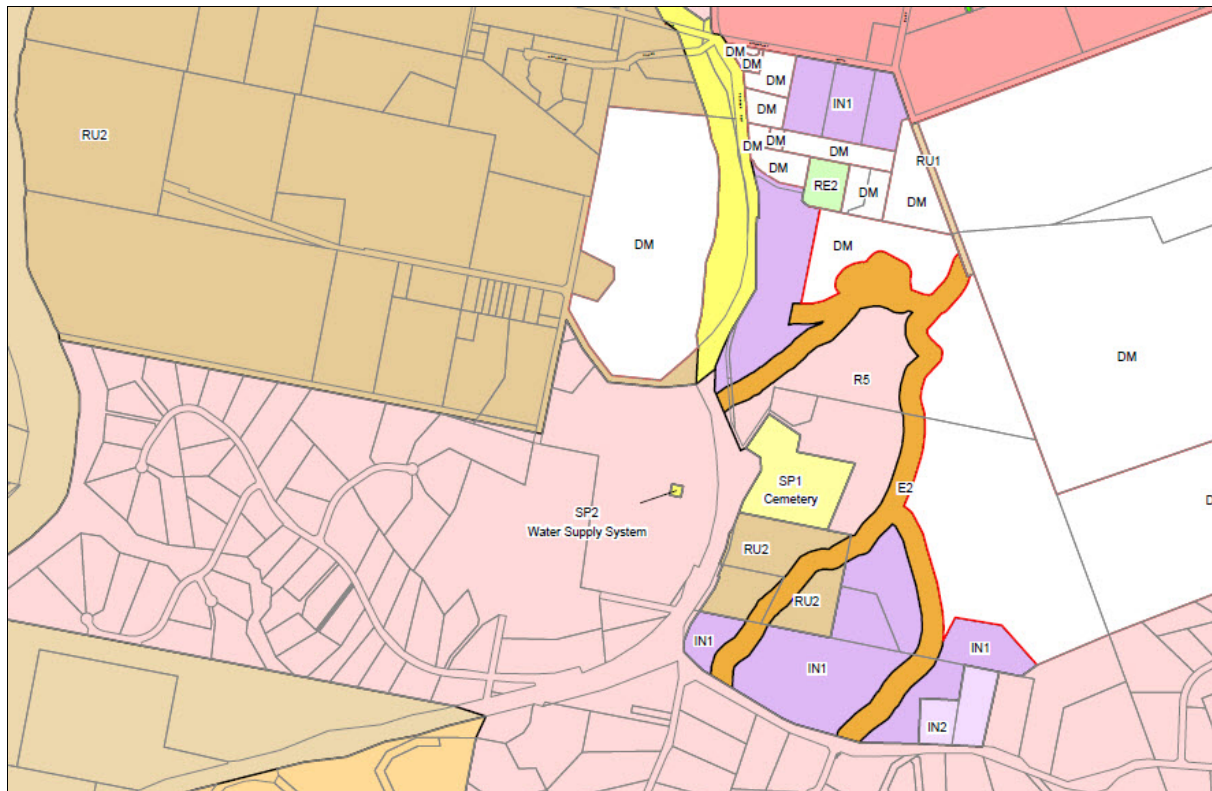 DM
DM
DM
IN1
DM
RU2
DM
DM
DM
RU1
DM
RE2
DM
DM
DM
DM
R5
SP1
Cemetery
E2
SP2
Water Supply System
RU2
RU2
IN1
IN1
IN1
IN2